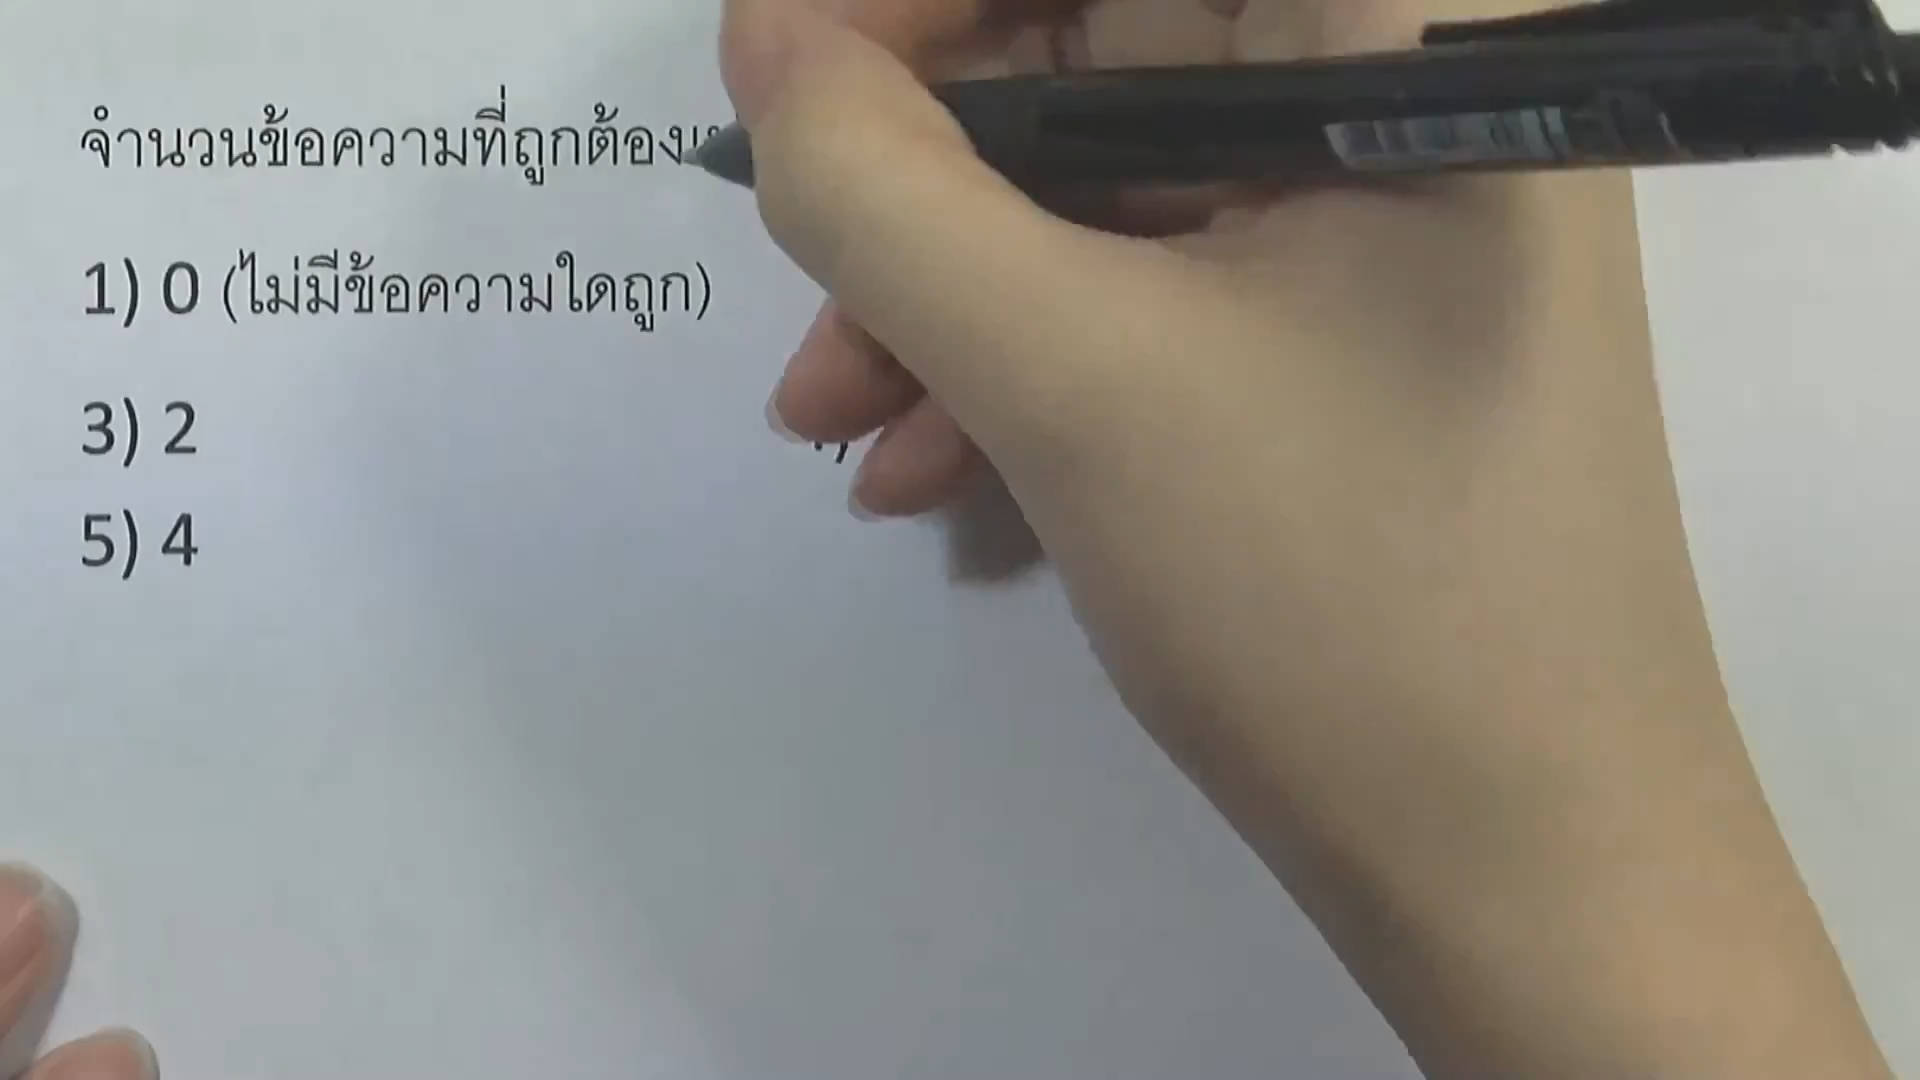 จำนวนข้อความที่ถูกต้อง
1) 0 (ไม่มีข้อความใดถูก)
3) 2
5) 4